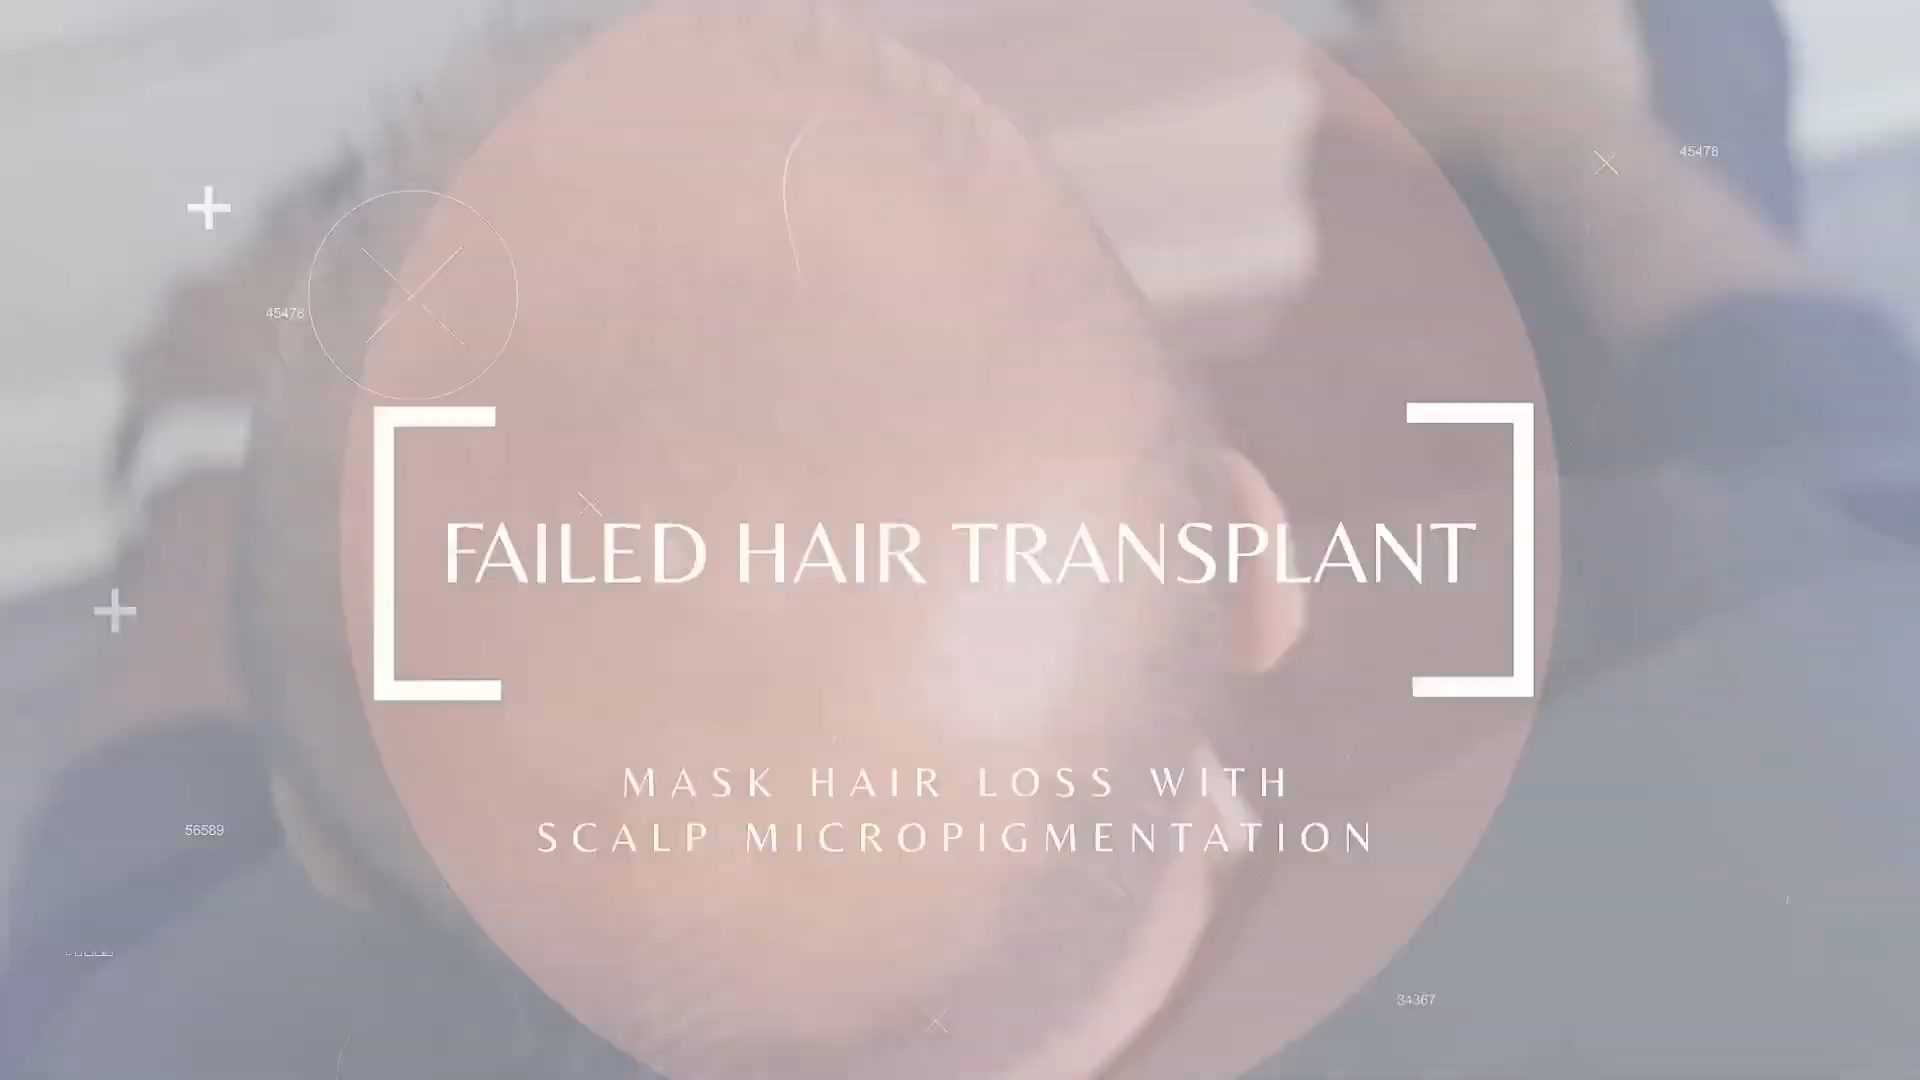 45478
45478
FAILED HAIR TRANSPLANT
MASK HAIR LOSS WITH
SCALP MICROPIGMENTATION
56589
34367